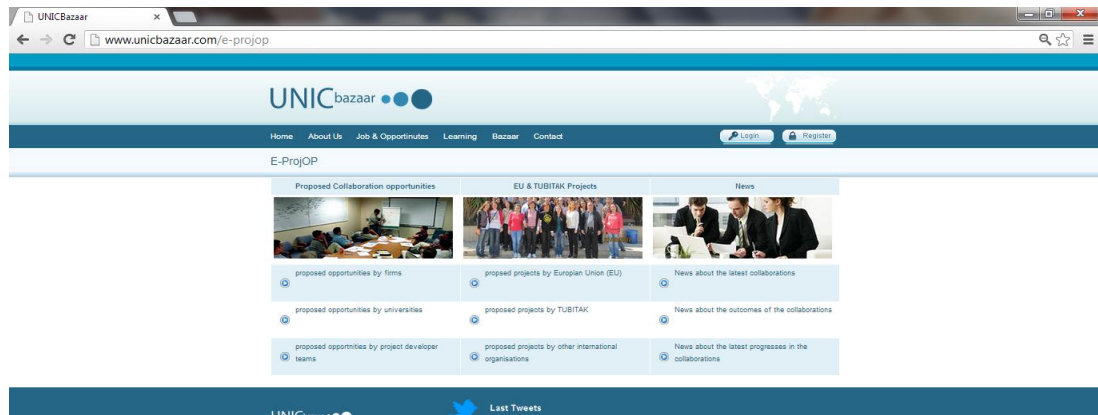 UNICBazaar
www.unicbazaar.com/e-projop
UNICbazaar
Home About Us Job & Opportinutes Learning Bazaar Contact Login Register
E-ProjOP
Proposed Collaboration opportunities EU & TUBITAK Projects News
proposed opportunities by firms propsed projects by Europian Union (EU) News about the latest collaborations
proposed opportunities by universities proposed projects by TUBITAK News about the outcomes of the collaborations
proposed opportnities by project developer proposed projects by other international News about the latest progresses in the
teams organisations collaborations
Last Tweets